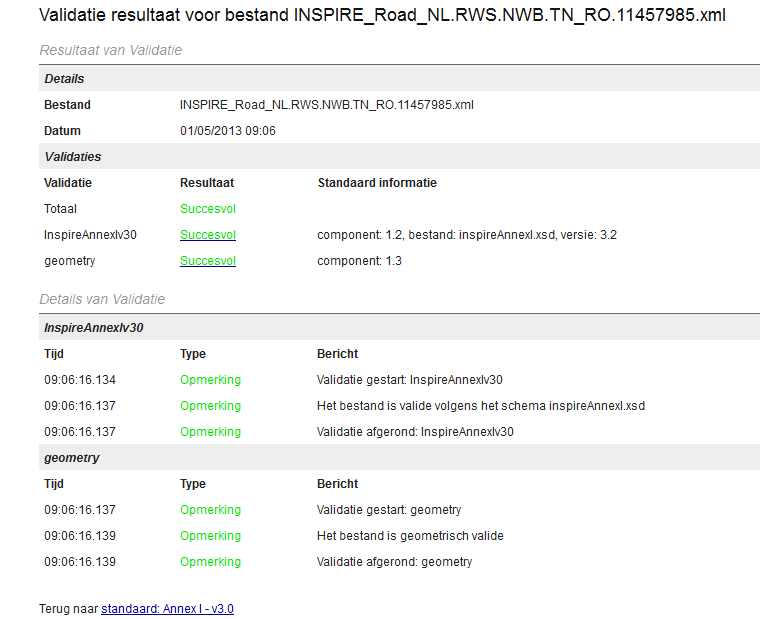 Validatie resultaat voor bestand INSPIRE_Road_NL.RWS.NWB.TN_RO.11457985.xml
Resultaat van Validatie
Details
Bestand INSPIRE_Road_NL.RWS.NWB.TN_RO.11457985.xml
Datum 01/05/2013 09:06
Validaties
Validatie Resultaat Standaard informatie
Totaal Succesvol
InspireAnnexIv30 Succesvol component: 1.2, bestand: inspireAnnexI.xsd, versie: 3.2
geometry Succesvol component: 1.3
Details van Validatie
InspireAnnexIv30
Tijd Type Bericht
09:06:16.134 Opmerking Validatie gestart: InspireAnnexIv30
09:06:16.137 Opmerking Het bestand is valide volgens het schema inspireAnnexI.xsd
09:06:16.137 Opmerking Validatie afgerond: InspireAnnexIv30
geometry
Tijd Type Bericht
09:06:16.137 Opmerking Validatie gestart: geometry
09:06:16.139 Opmerking Het bestand is geometrisch valide
09:06:16.139 Opmerking Validatie afgerond: geometry
Terug naar standaard: Annex I - v3.0